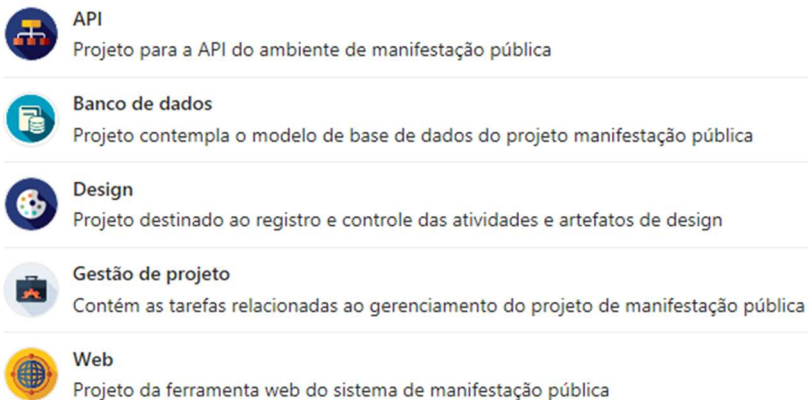 API
Projeto para a API do ambiente de manifestação pública
Banco de dados
Projeto contempla o modelo de base de dados do projeto manifestação pública
Design
Projeto destinado ao registro e controle das atividades e artefatos de design
Gestão de projeto
Contém as tarefas relacionadas ao gerenciamento do projeto de manifestação pública
Web
Projeto da ferramenta web do sistema de manifestação pública